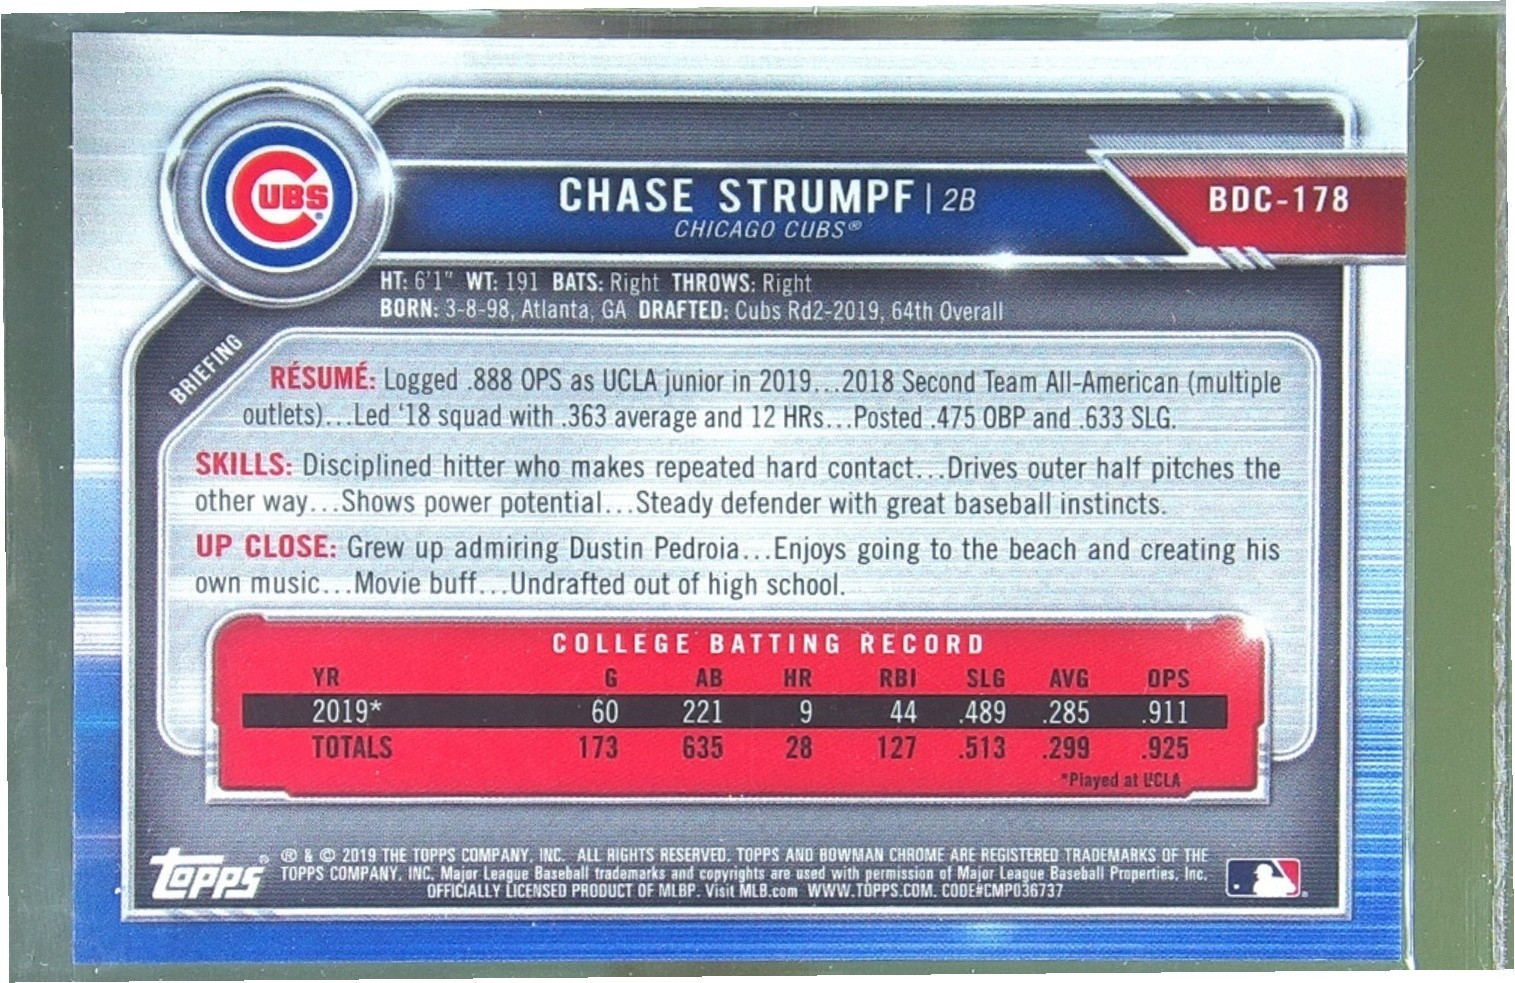 CUBS®
CHASE STRUMPF | 2B
BDC-178
CHICAGO CUBS®
HT: 6'1" WT: 191 BATS: Right THROWS: Right
BORN: 3-8-98, Atlanta, GA DRAFTED: Cubs Rd2-2019, 64th Overall
BRIEFING
RÉSUMÉ: Logged .888 OPS as UCLA junior in 2019...2018 Second Team All-American (multiple
outlets)...Led '18 squad with .363 average and 12 HRs...Posted .475 OBP and .633 SLG.
SKILLS: Disciplined hitter who makes repeated hard contact...Drives outer half pitches the
other way...Shows power potential...Steady defender with great baseball instincts.
UP CLOSE: Grew up admiring Dustin Pedroia...Enjoys going to the beach and creating his
own music...Movie buff...Undrafted out of high school.
COLLEGE BATTING RECORD
YR G AB HR RBI SLG AVG OPS
2019* 60 221 9 44 .489 .285 .911
TOTALS 173 635 28 127 .513 .299 .925
*Played at UCLA
Topps®
® & © 2019 THE TOPPS COMPANY, INC. ALL RIGHTS RESERVED. TOPPS AND BOWMAN CHROME ARE REGISTERED TRADEMARKS OF THE
TOPPS COMPANY, INC. Major League Baseball trademarks and copyrights are used with permission of Major League Baseball Properties, Inc.
OFFICIALLY LICENSED PRODUCT OF MLBP. Visit MLB.com WWW.TOPPS.COM. CODE#CMP036737